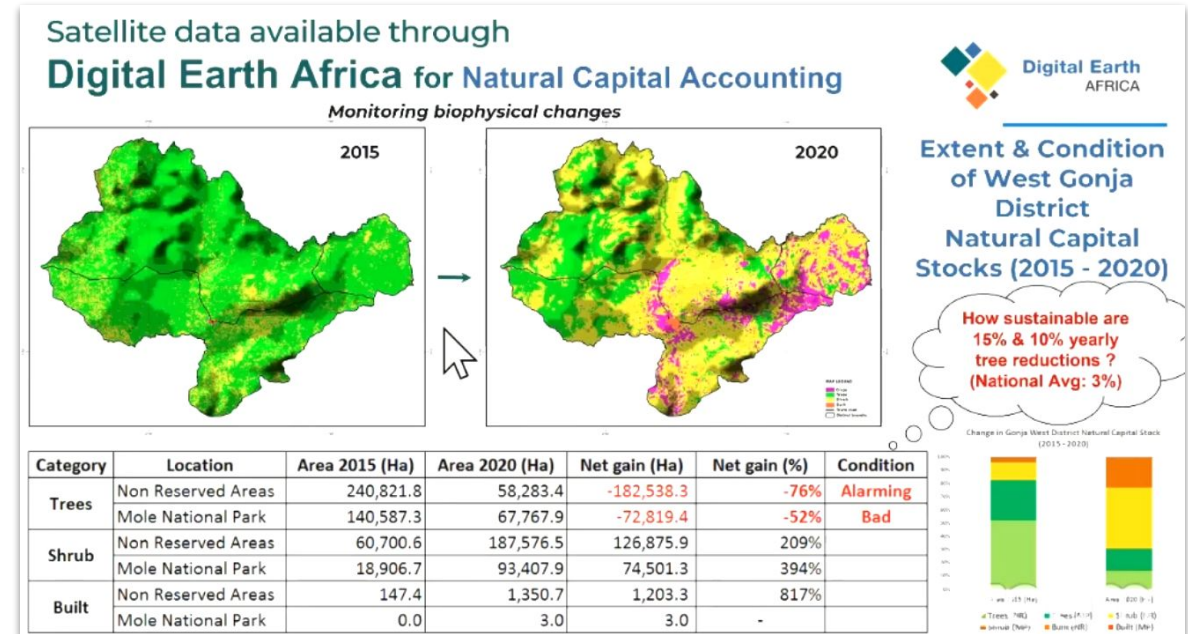 Satellite data available through
Digital Earth Africa for Natural Capital Accounting
Monitoring biophysical changes
2015
2020
Digital Earth
AFRICA
Extent & Condition
of West Gonja
District
Natural Capital
Stocks (2015 - 2020)
How sustainable are
15% & 10% yearly
tree reductions ?
(National Avg: 3%)
Category Location Area 2015 (Ha) Area 2020 (Ha) Net gain (Ha) Net gain (%) Condition
Trees Non Reserved Areas 240,821.8 58,283.4 -182,538.3 -76% Alarming
Mole National Park 140,587.3 67,767.9 -72,819.4 -52% Bad
Shrub Non Reserved Areas 60,700.6 187,576.5 126,875.9 209%
Mole National Park 18,906.7 93,407.9 74,501.3 394%
Built Non Reserved Areas 147.4 1,350.7 1,203.3 817%
Mole National Park 0.0 3.0 3.0 -
Change in Gonja West District Natural Capital Stock
(2015 - 2020)